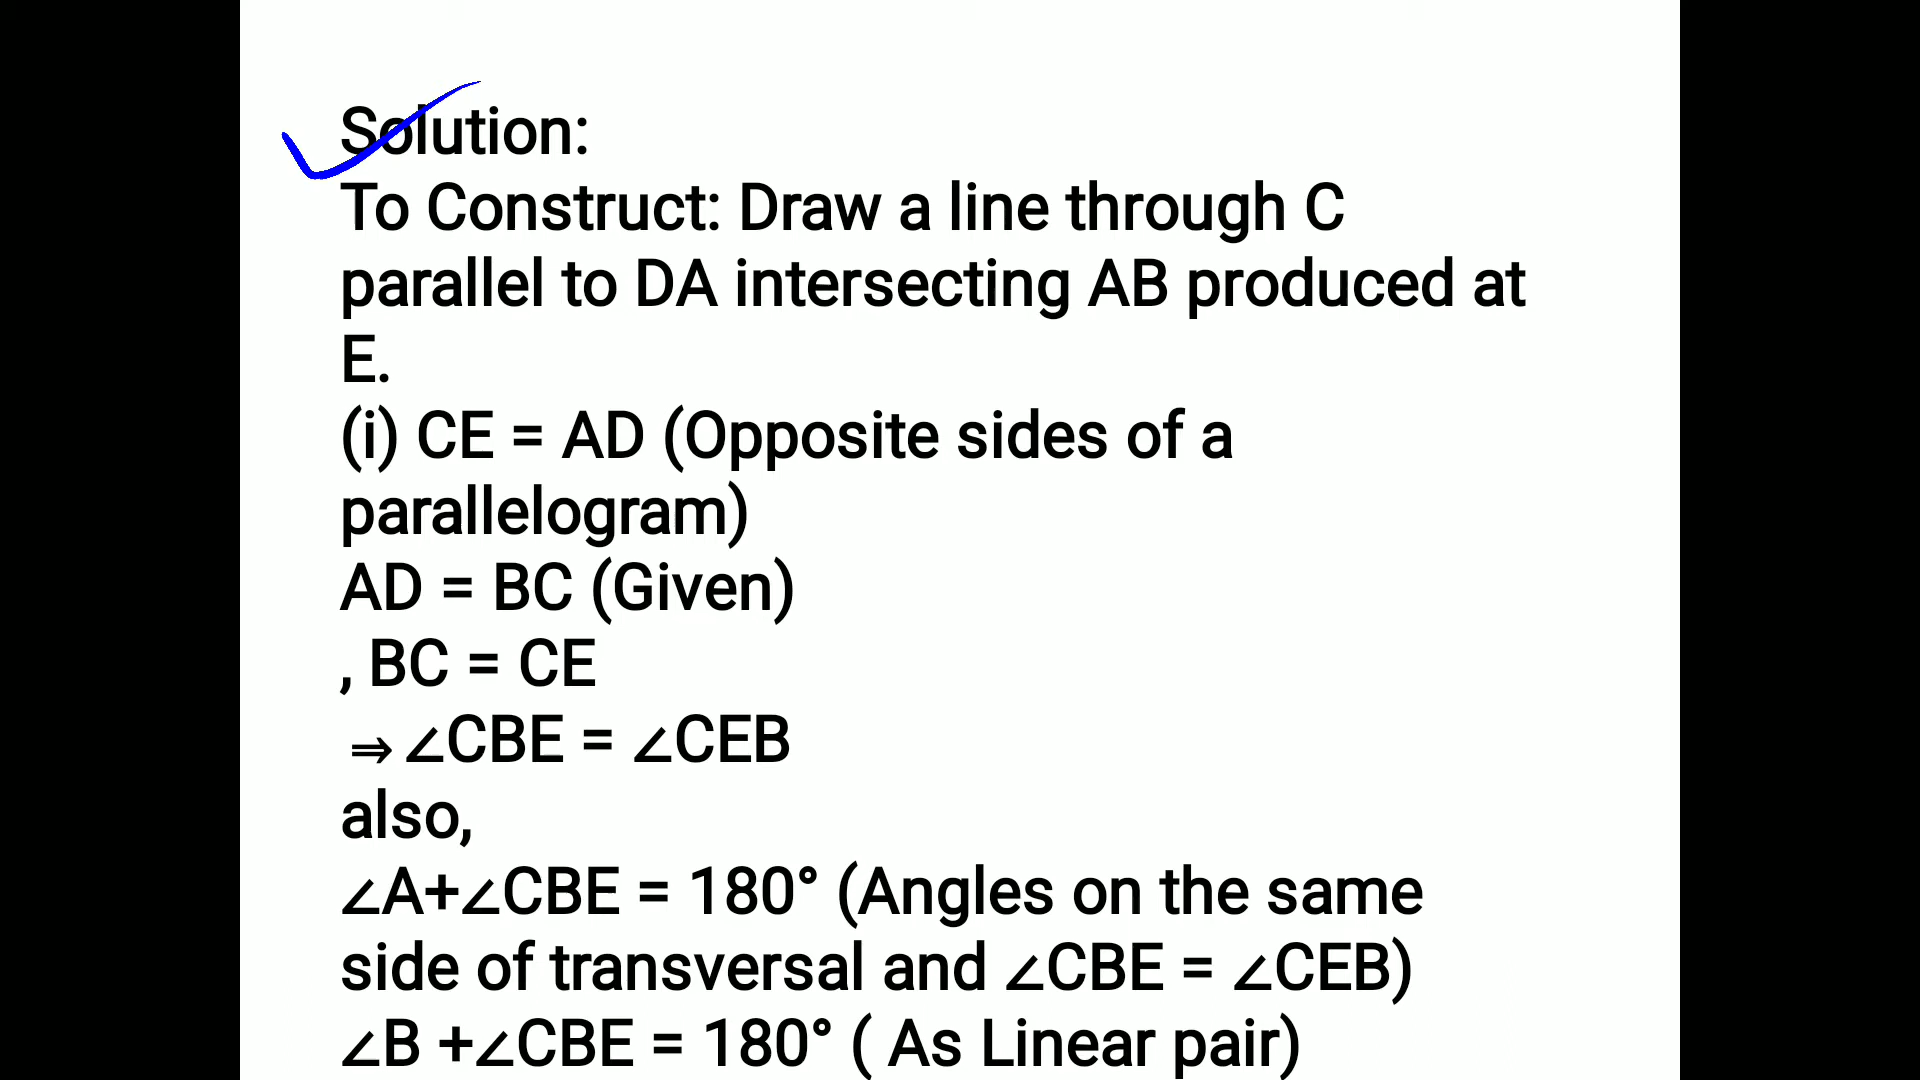 Solution:
To Construct: Draw a line through C
parallel to DA intersecting AB produced at
E.
(i) CE = AD (Opposite sides of a
parallelogram)
AD = BC (Given)
, BC = CE
⇒∠CBE = ∠CEB
also,
∠A+∠CBE = 180° (Angles on the same
side of transversal and ∠CBE = ∠CEB)
∠B +∠CBE = 180° ( As Linear pair)